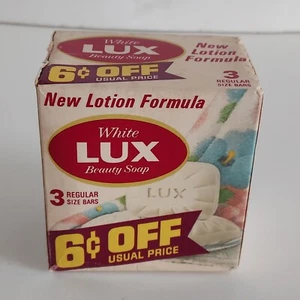 White
LUX
Beauty Soap
New
Lotion
Formula
6¢ OFF
USUAL PRICE
3 REGULAR
SIZE BARS
New Lotion Formula
White
LUX
Beauty Soap
LUX
3 REGULAR
SIZE BARS
6¢ OFF
USUAL PRICE